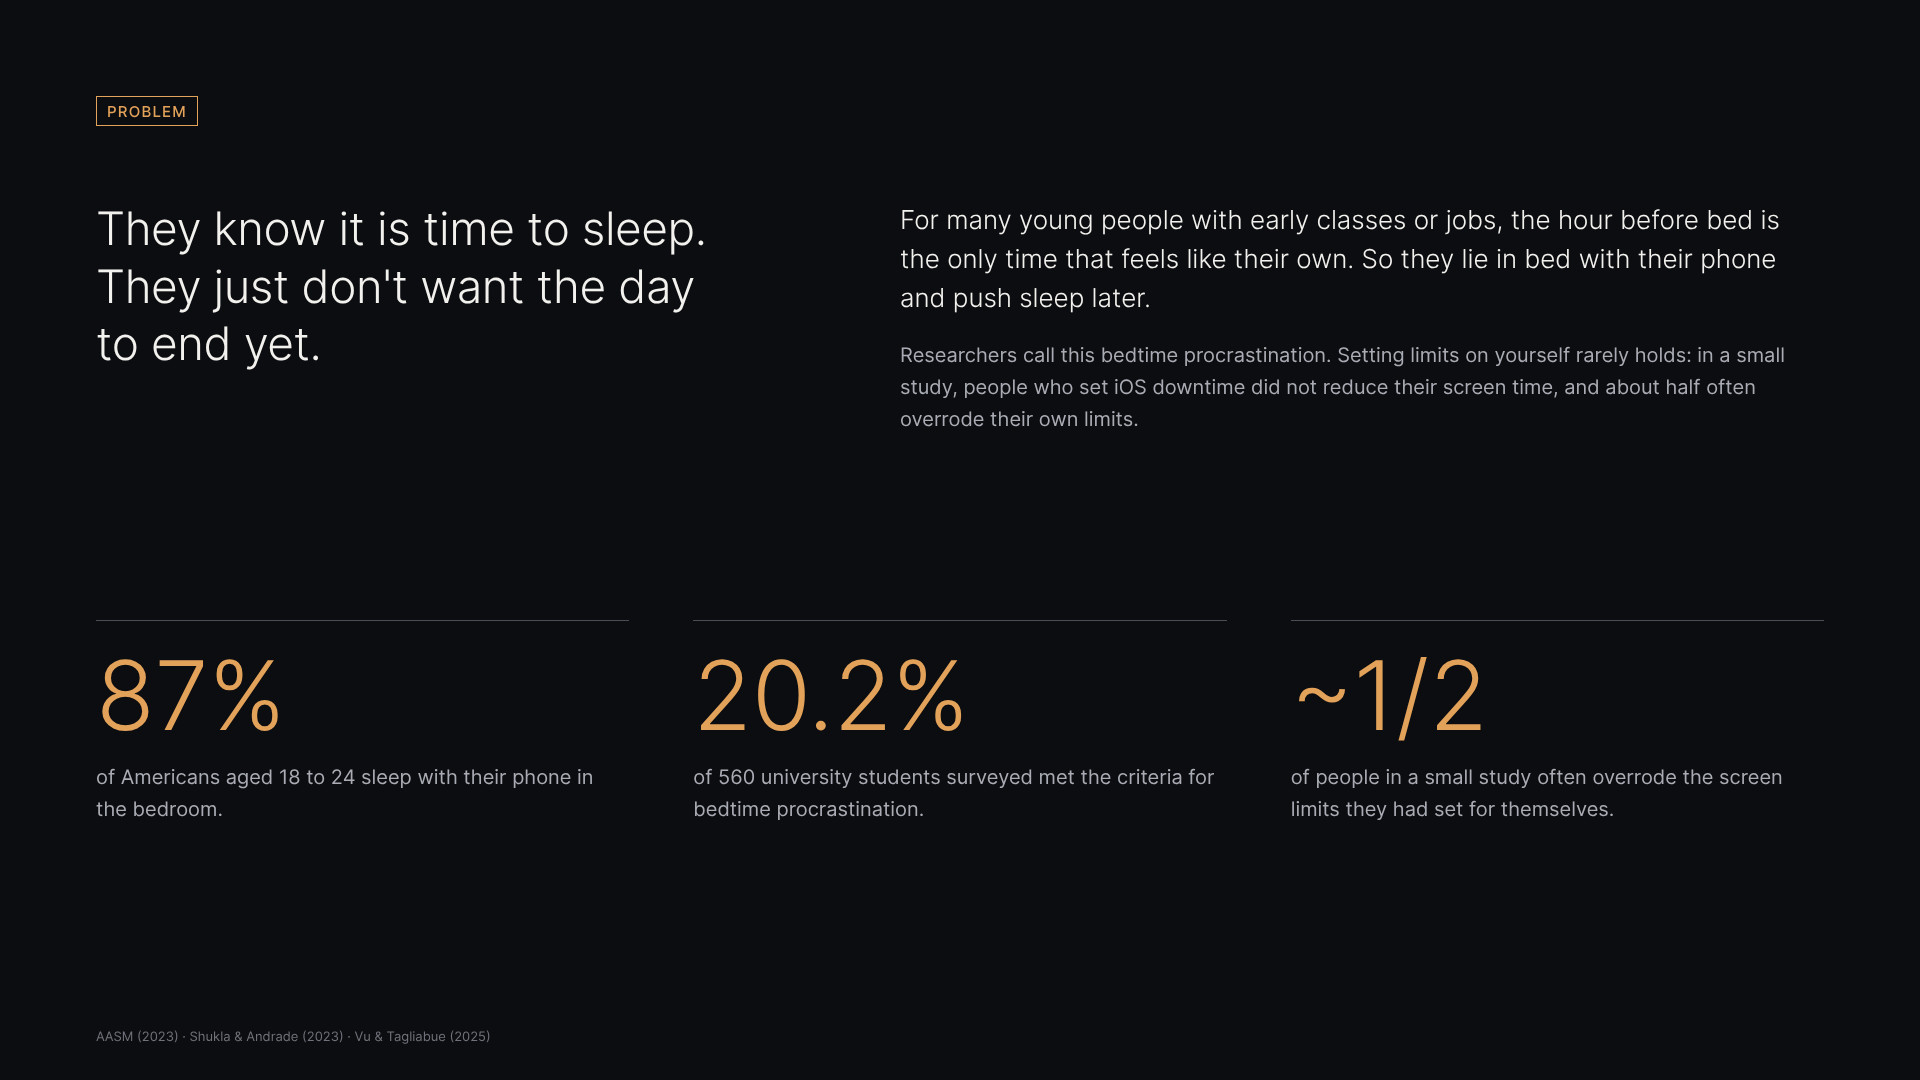 PROBLEM
They know it is time to sleep.
They just don't want the day
to end yet.
For many young people with early classes or jobs, the hour before bed is
the only time that feels like their own. So they lie in bed with their phone
and push sleep later.
Researchers call this bedtime procrastination. Setting limits on yourself rarely holds: in a small
study, people who set iOS downtime did not reduce their screen time, and about half often
overrode their own limits.
87%
of Americans aged 18 to 24 sleep with their phone in
the bedroom.
20.2%
of 560 university students surveyed met the criteria for
bedtime procrastination.
~1/2
of people in a small study often overrode the screen
limits they had set for themselves.
AASM (2023) · Shukla & Andrade (2023) · Vu & Tagliabue (2025)